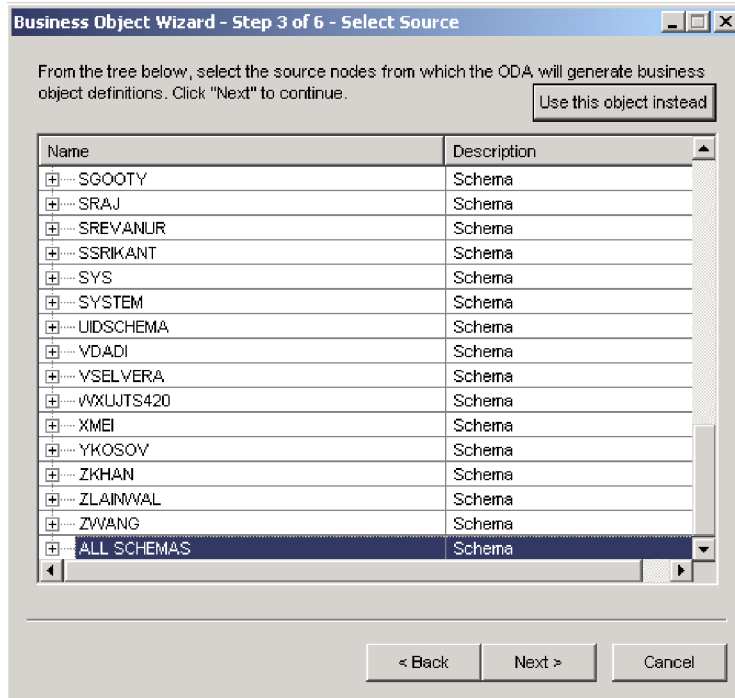 Business Object Wizard - Step 3 of 6 - Select Source
From the tree below, select the source nodes from which the ODA will generate business
object definitions. Click "Next" to continue.
Use this object instead
Name Description
SGOOTY Schema
SRAJ Schema
SREVANUR Schema
SSRIKANT Schema
SYS Schema
SYSTEM Schema
UIDSCHEMA Schema
VDADI Schema
VSELVERA Schema
WXUJTS420 Schema
XMEI Schema
YKOSOV Schema
ZKHAN Schema
ZLAINWAL Schema
ZWANG Schema
ALL SCHEMAS Schema
< Back Next > Cancel